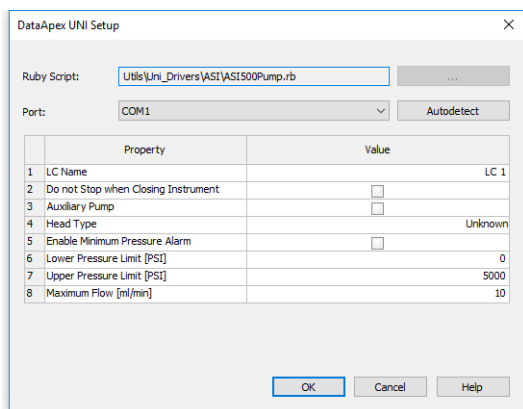 DataApex UNI Setup
Ruby Script: Utils\Uni_Drivers\ASI\ASI500Pump.rb ...
Port: COM1 Autodetect
Property Value
1 LC Name LC 1
2 Do not Stop when Closing Instrument
3 Auxiliary Pump
4 Head Type Unknown
5 Enable Minimum Pressure Alarm
6 Lower Pressure Limit [PSI] 0
7 Upper Pressure Limit [PSI] 5000
8 Maximum Flow [ml/min] 10
OK Cancel Help